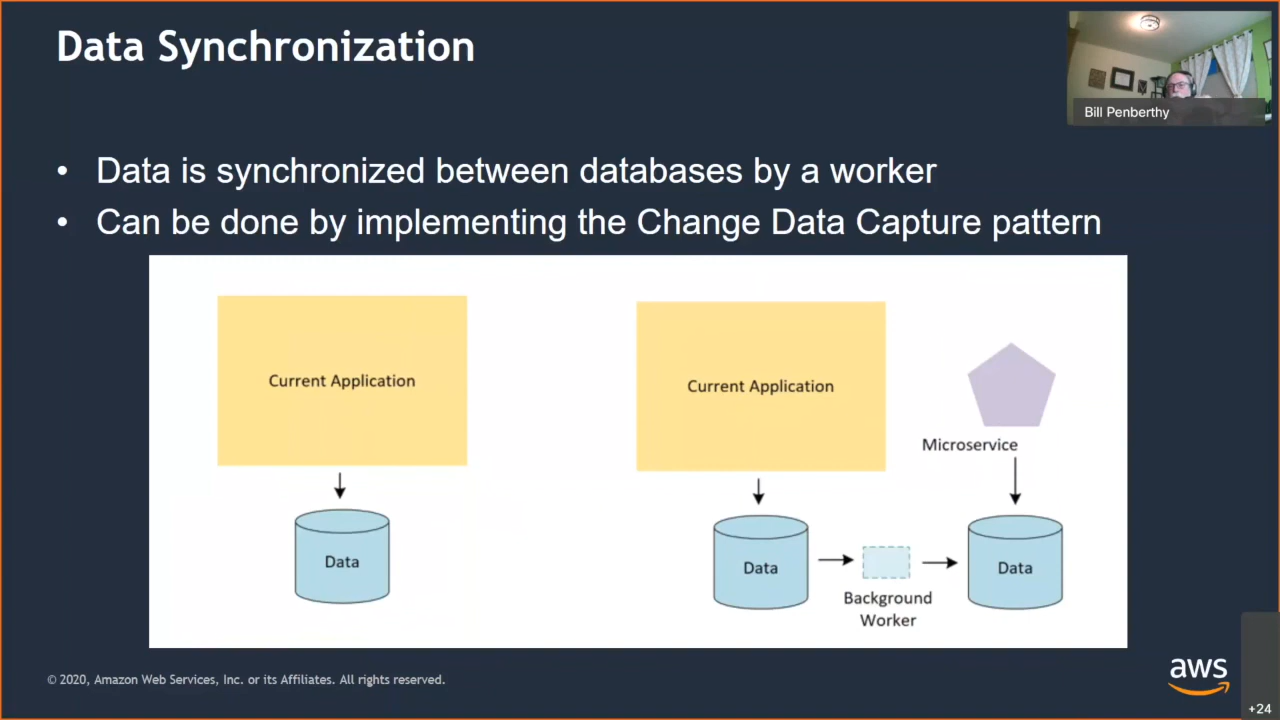 Data Synchronization
Bill Penberthy
• Data is synchronized between databases by a worker
• Can be done by implementing the Change Data Capture pattern
Current Application
Data
Current Application
Microservice
Data
Background
Worker
Data
© 2020, Amazon Web Services, Inc. or its Affiliates. All rights reserved.
aws
+24